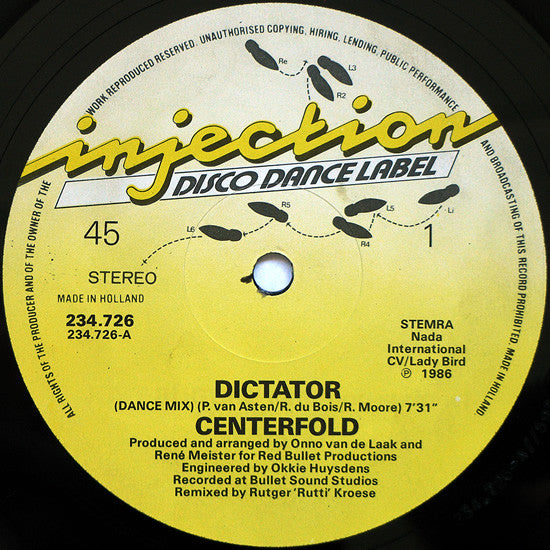 WORK REPRODUCED RESERVED. UNAUTHORISED COPYING, HIRING, LENDING, PUBLIC PERFORMANCE
AND BROADCASTING OF THIS RECORD PROHIBITED. MADE IN HOLLAND
ALL RIGHTS OF THE PRODUCER AND OF THE OWNER OF THE
Re
L3
R2
injection
DISCO DANCE LABEL
L6
R5
R4
L5
Li
45
1
STEREO
MADE IN HOLLAND
234.726
234.726-A
STEMRA
Nada
International
CV/Lady Bird
℗ 1986
DICTATOR
(DANCE MIX) (P. van Asten/R. du Bois/R. Moore) 7'31"
CENTERFOLD
Produced and arranged by Onno van de Laak and
René Meister for Red Bullet Productions
Engineered by Okkie Huysdens
Recorded at Bullet Sound Studios
Remixed by Rutger 'Rutti' Kroese